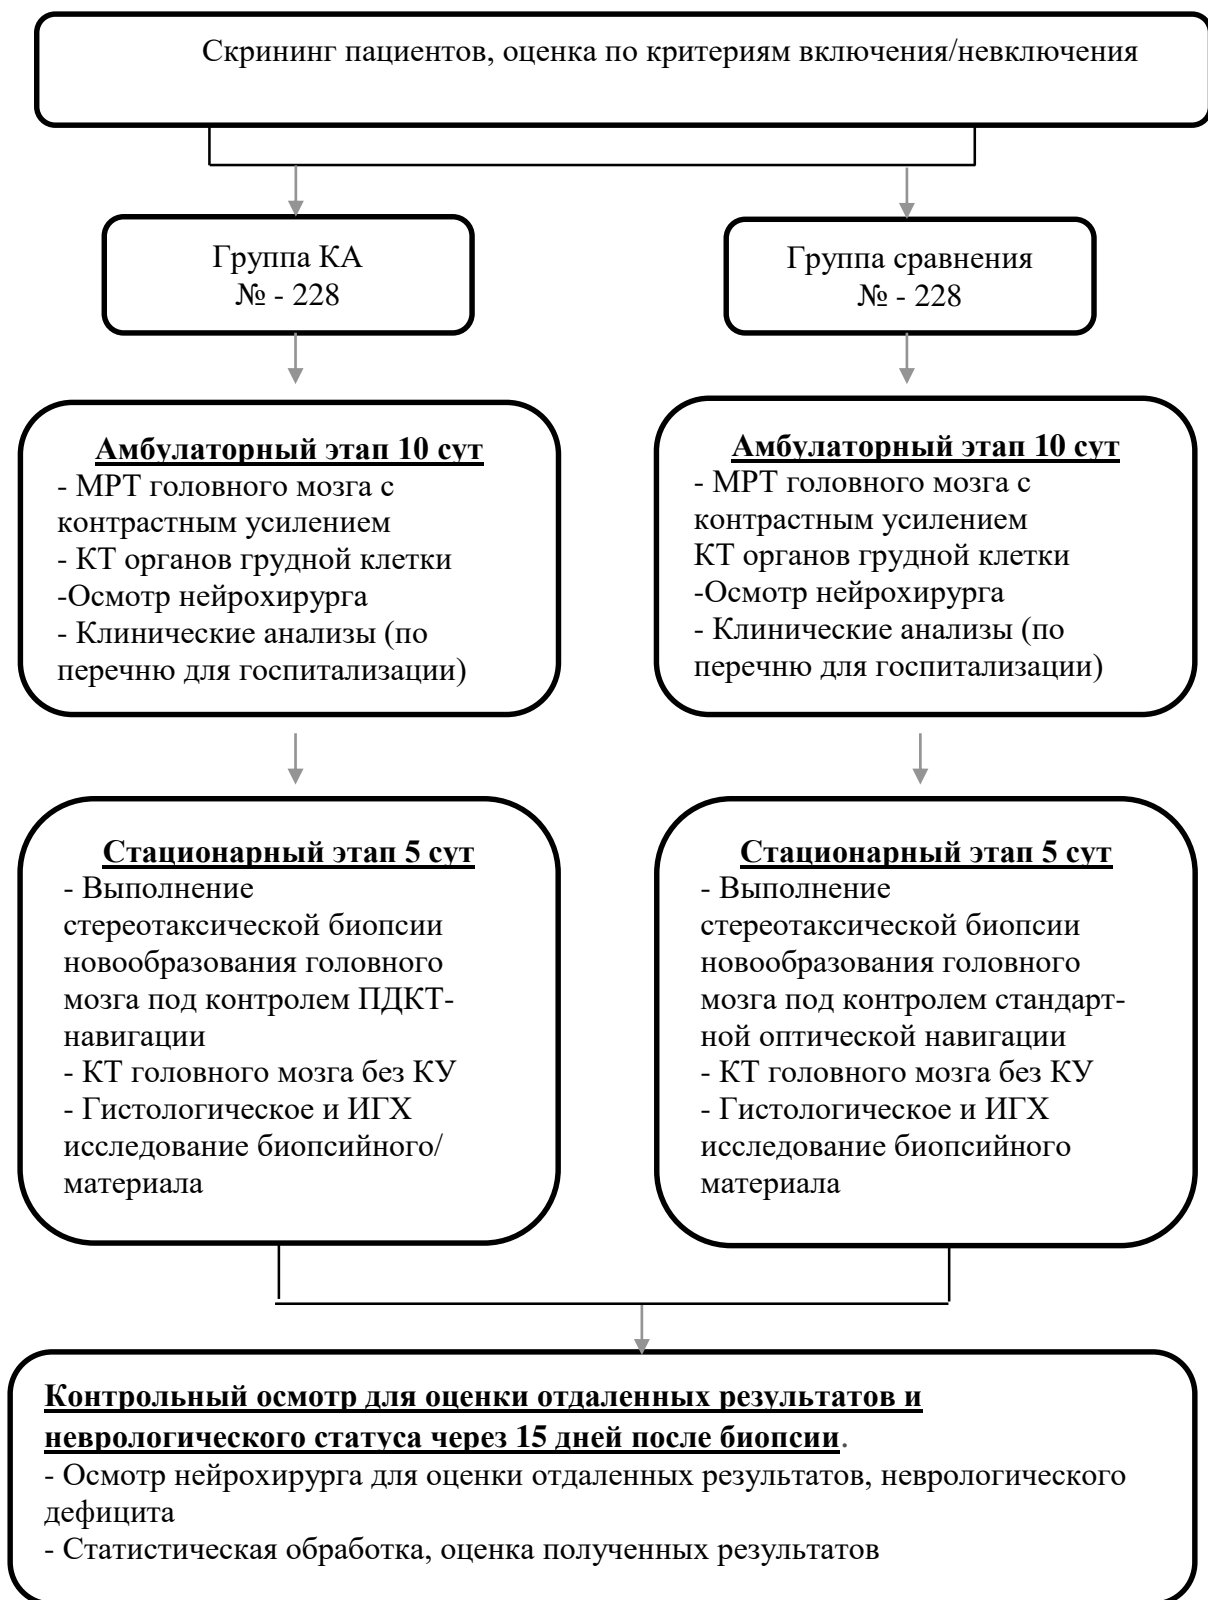 Скрининг пациентов, оценка по критериям включения/невключения
Группа КА
№ - 228
Группа сравнения
№ - 228
Амбулаторный этап 10 сут
- МРТ головного мозга с
контрастным усилением
- КТ органов грудной клетки
-Осмотр нейрохирурга
- Клинические анализы (по
перечню для госпитализации)
Амбулаторный этап 10 сут
- МРТ головного мозга с
контрастным усилением
КТ органов грудной клетки
-Осмотр нейрохирурга
- Клинические анализы (по
перечню для госпитализации)
Стационарный этап 5 сут
- Выполнение
стереотаксической биопсии
новообразования головного
мозга под контролем ПДКТ-
навигации
- КТ головного мозга без КУ
- Гистологическое и ИГХ
исследование биопсийного/
материала
Стационарный этап 5 сут
- Выполнение
стереотаксической биопсии
новообразования головного
мозга под контролем стандарт-
ной оптической навигации
- КТ головного мозга без КУ
- Гистологическое и ИГХ
исследование биопсийного
материала
Контрольный осмотр для оценки отдаленных результатов и
неврологического статуса через 15 дней после биопсии.
- Осмотр нейрохирурга для оценки отдаленных результатов, неврологического
дефицита
- Статистическая обработка, оценка полученных результатов